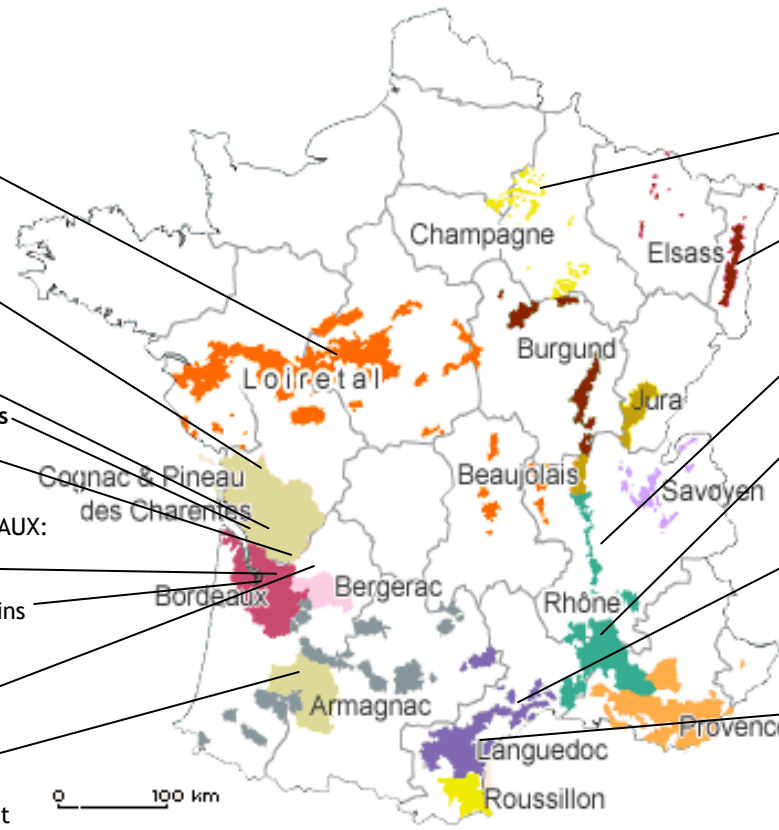 Champagne
Elsass
Burgund
Loiretal
Jura
s
Cognac & Pineau
des Charentes
Beaujolais
Savoyen
AUX:
Bordeaux
Bergerac
Rhône
ins
Armagnac
Provence
Languedoc
Roussillon
0 100 km
t